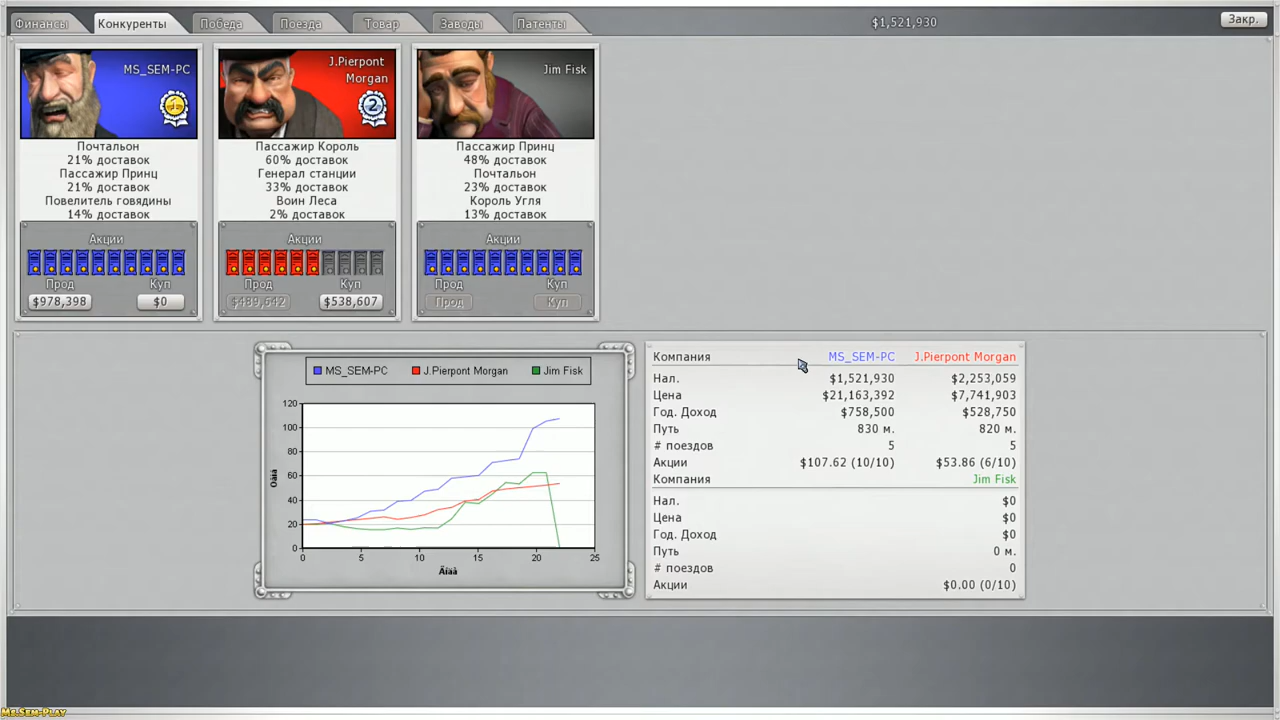 Финансы
Конкуренты
Победа
Поезда
Товар
Заводы
Патенты
$1,521,930
Закр.
MS_SEM-PC
Почтальон
21% доставок
Пассажир Принц
21% доставок
Повелитель говядины
14% доставок
Акции
Прод
Куп
$978,398
$0
J.Pierpont
Morgan
2
Пассажир Король
60% доставок
Генерал станции
33% доставок
Воин Леса
2% доставок
Акции
Прод
Куп
$489,642
$538,607
Jim Fisk
Пассажир Принц
48% доставок
Почтальон
23% доставок
Король Угля
13% доставок
Акции
Прод
Куп
Прод
Куп
MS_SEM-PC
J.Pierpont Morgan
Jim Fisk
120
100
80
60
40
20
0
0
5
10
15
20
25
Компания MS_SEM-PC J.Pierpont Morgan
Нал. $1,521,930 $2,253,059
Цена $21,163,392 $7,741,903
Год. Доход $758,500 $528,750
Путь 830 м. 820 м.
# поездов 5 5
Акции $107.62 (10/10) $53.86 (6/10)
Компания Jim Fisk
Нал. $0
Цена $0
Год. Доход $0
Путь 0 м.
# поездов 0
Акции $0.00 (0/10)
Ms.Sem-Play